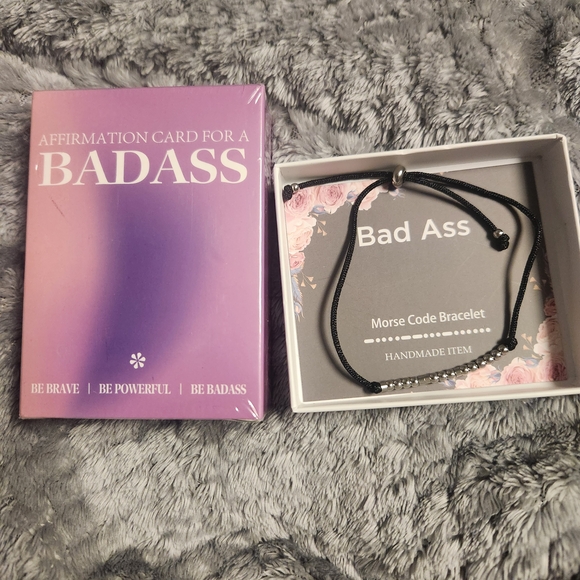 AFFIRMATION CARD FOR A
BADASS
BE BRAVE | BE POWERFUL | BE BADASS
Bad Ass
Morse Code Bracelet
HANDMADE ITEM